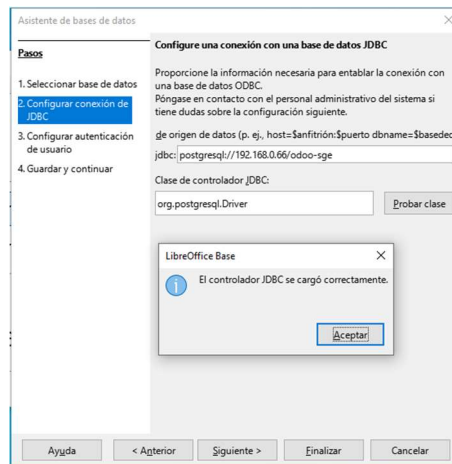 Asistente de bases de datos
Pasos
1. Seleccionar base de datos
2. Configurar conexión de
JDBC
3. Configurar autenticación
de usuario
4. Guardar y continuar
Configure una conexión con una base de datos JDBC
Proporcione la información necesaria para entablar la conexión con
una base de datos ODBC.
Póngase en contacto con el personal administrativo del sistema si
tiene dudas sobre la configuración siguiente.
de origen de datos (p. ej., host=$anfitrión:$puerto dbname=$basedec
jdbc: postgresql://192.168.0.66/odoo-sge
Clase de controlador JDBC:
org.postgresql.Driver
Probar clase
LibreOffice Base
El controlador JDBC se cargó correctamente.
Aceptar
Ayuda
< Anterior
Siguiente >
Finalizar
Cancelar